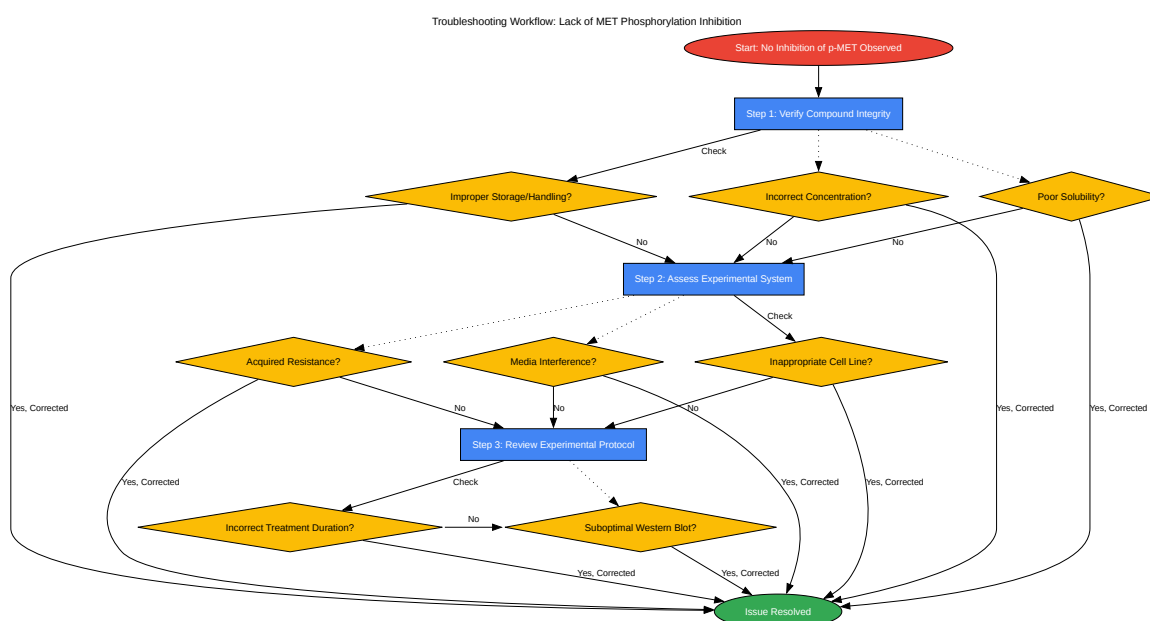 Troubleshooting Workflow: Lack of MET Phosphorylation Inhibition
Start: No Inhibition of p-MET Observed
Step 1: Verify Compound Integrity
Check
Improper Storage/Handling?
Incorrect Concentration?
Poor Solubility?
No
No
No
Step 2: Assess Experimental System
Check
Acquired Resistance?
Media Interference?
Inappropriate Cell Line?
Yes, Corrected
No
No
No
Yes, Corrected
Yes, Corrected
Step 3: Review Experimental Protocol
Check
Yes, Corrected
Yes, Corrected
Yes, Corrected
Incorrect Treatment Duration?
No
Suboptimal Western Blot?
Yes, Corrected
Yes, Corrected
Issue Resolved